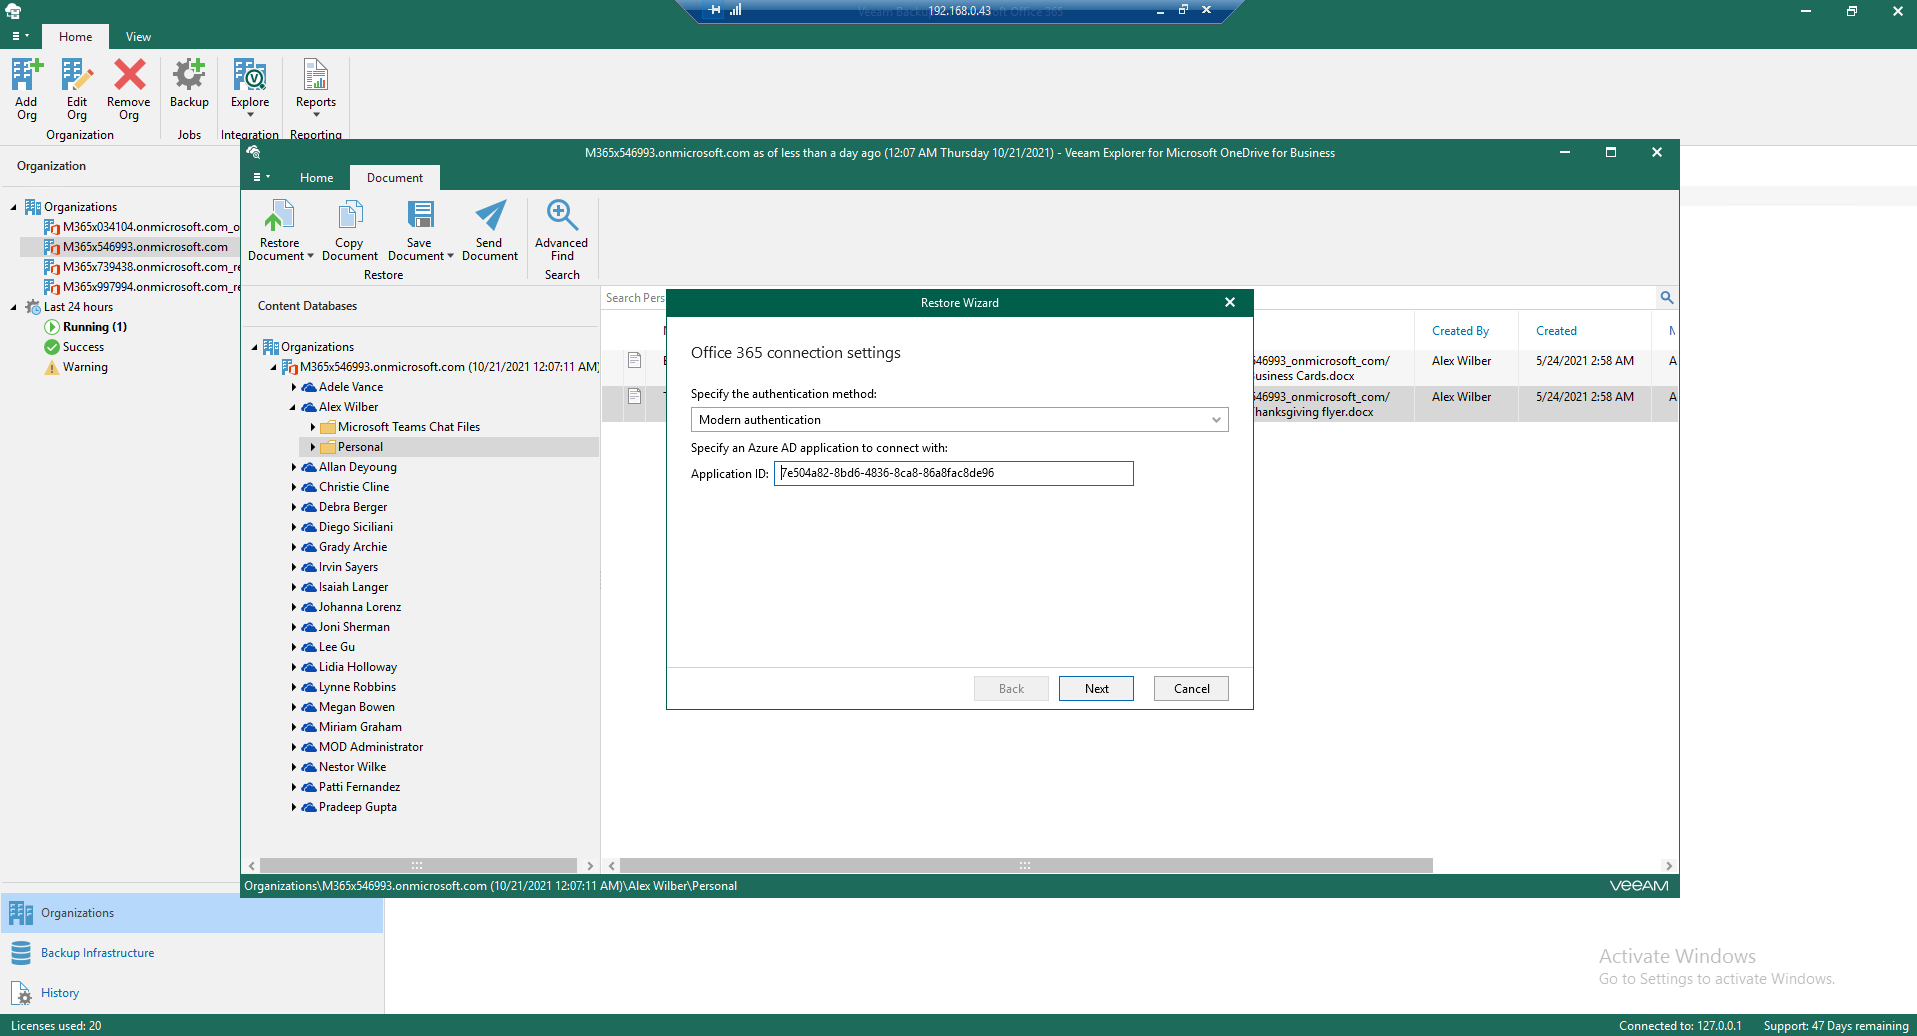 192.168.0.43
Home
View
Add Org
Edit Org
Remove Org
Backup
Explore
Reports
Organization
Jobs
Integration
Reporting
Organization
Organizations
M365x034104.onmicrosoft.com_o
M365x546993.onmicrosoft.com
M365x739438.onmicrosoft.com_re
M365x997994.onmicrosoft.com_re
Last 24 hours
Running (1)
Success
Warning
M365x546993.onmicrosoft.com as of less than a day ago (12:07 AM Thursday 10/21/2021) - Veeam Explorer for Microsoft OneDrive for Business
Home
Document
Restore Document
Copy Document
Save Document
Send Document
Advanced Find
Restore
Search
Content Databases
Organizations
M365x546993.onmicrosoft.com (10/21/2021 12:07:11 AM)
Adele Vance
Alex Wilber
Microsoft Teams Chat Files
Personal
Allan Deyoung
Christie Cline
Debra Berger
Diego Siciliani
Grady Archie
Irvin Sayers
Isaiah Langer
Johanna Lorenz
Joni Sherman
Lee Gu
Lidia Holloway
Lynne Robbins
Megan Bowen
Miriam Graham
MOD Administrator
Nestor Wilke
Patti Fernandez
Pradeep Gupta
Search Pers
Created By
Created
546993_onmicrosoft_com/
usiness Cards.docx
Alex Wilber
5/24/2021 2:58 AM
546993_onmicrosoft_com/
hanksgiving flyer.docx
Alex Wilber
5/24/2021 2:58 AM
Restore Wizard
Office 365 connection settings
Specify the authentication method:
Modern authentication
Specify an Azure AD application to connect with:
Application ID: 7e504a82-8bd6-4836-8ca8-86a8fac8de96
Back
Next
Cancel
Organizations\M365x546993.onmicrosoft.com (10/21/2021 12:07:11 AM)\Alex Wilber\Personal
VEEAM
Organizations
Backup Infrastructure
History
Activate Windows
Go to Settings to activate Windows.
Licenses used: 20
Connected to: 127.0.0.1
Support: 47 Days remaining